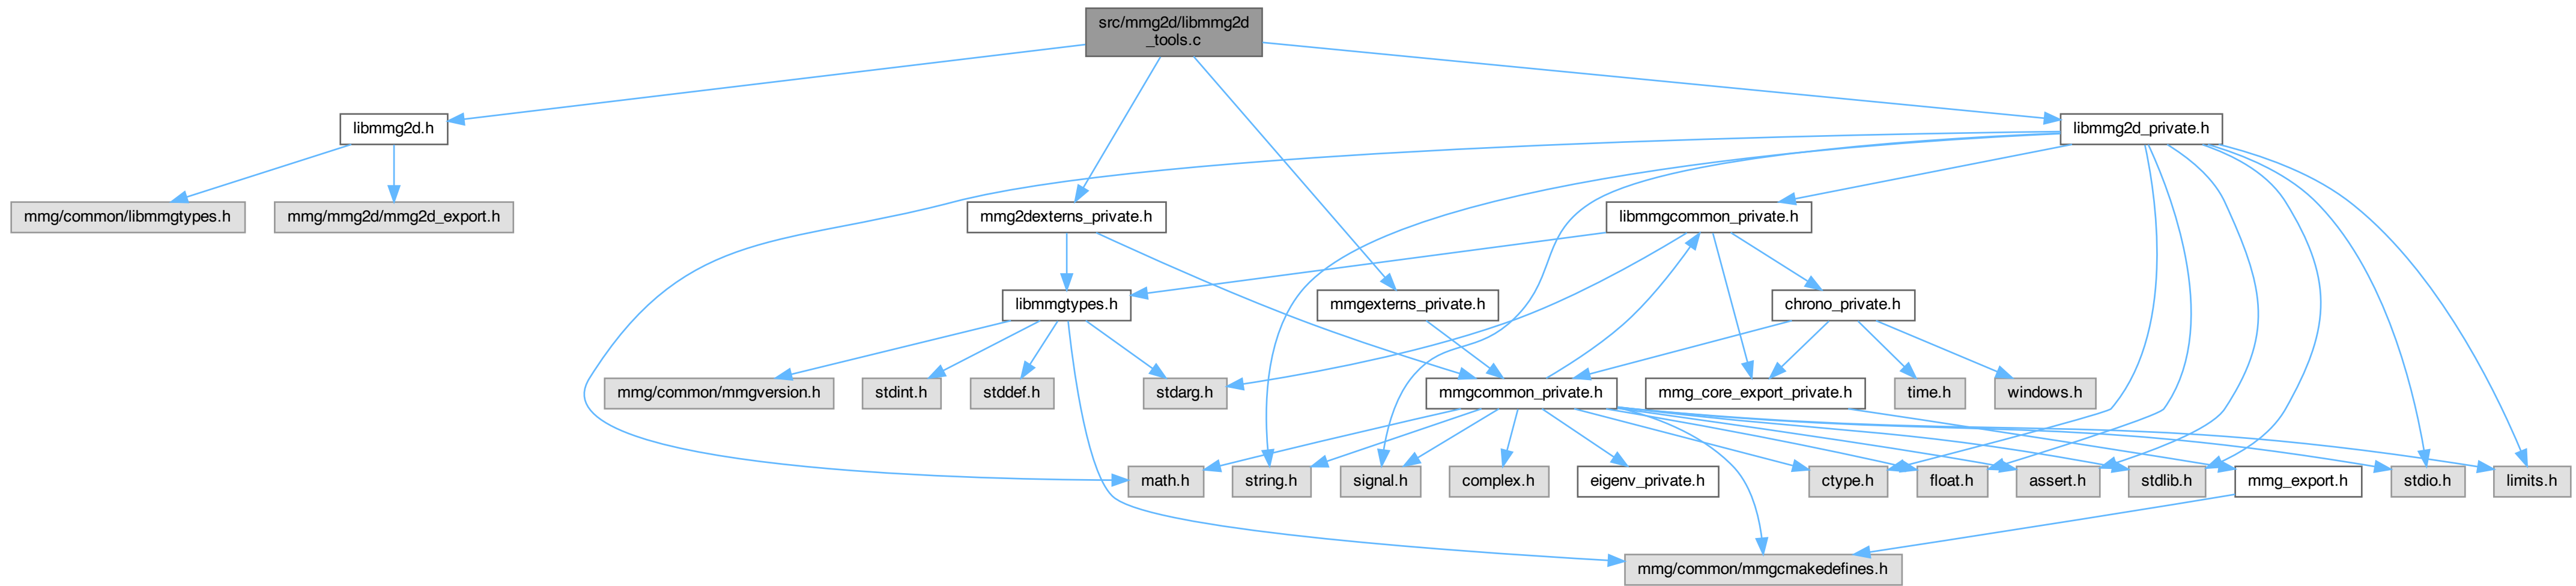 src/mmg2d/libmmg2d
_tools.c
libmmg2d.h
libmmg2d_private.h
mmg/common/libmmgtypes.h
mmg/mmg2d/mmg2d_export.h
mmg2dexterns_private.h
libmmgcommon_private.h
libmmgtypes.h
mmgexterns_private.h
chrono_private.h
mmg/common/mmgversion.h
stdint.h
stddef.h
stdarg.h
mmgcommon_private.h
mmg_core_export_private.h
time.h
windows.h
math.h
string.h
signal.h
complex.h
eigenv_private.h
ctype.h
float.h
assert.h
stdlib.h
mmg_export.h
stdio.h
limits.h
mmg/common/mmgcmakedefines.h